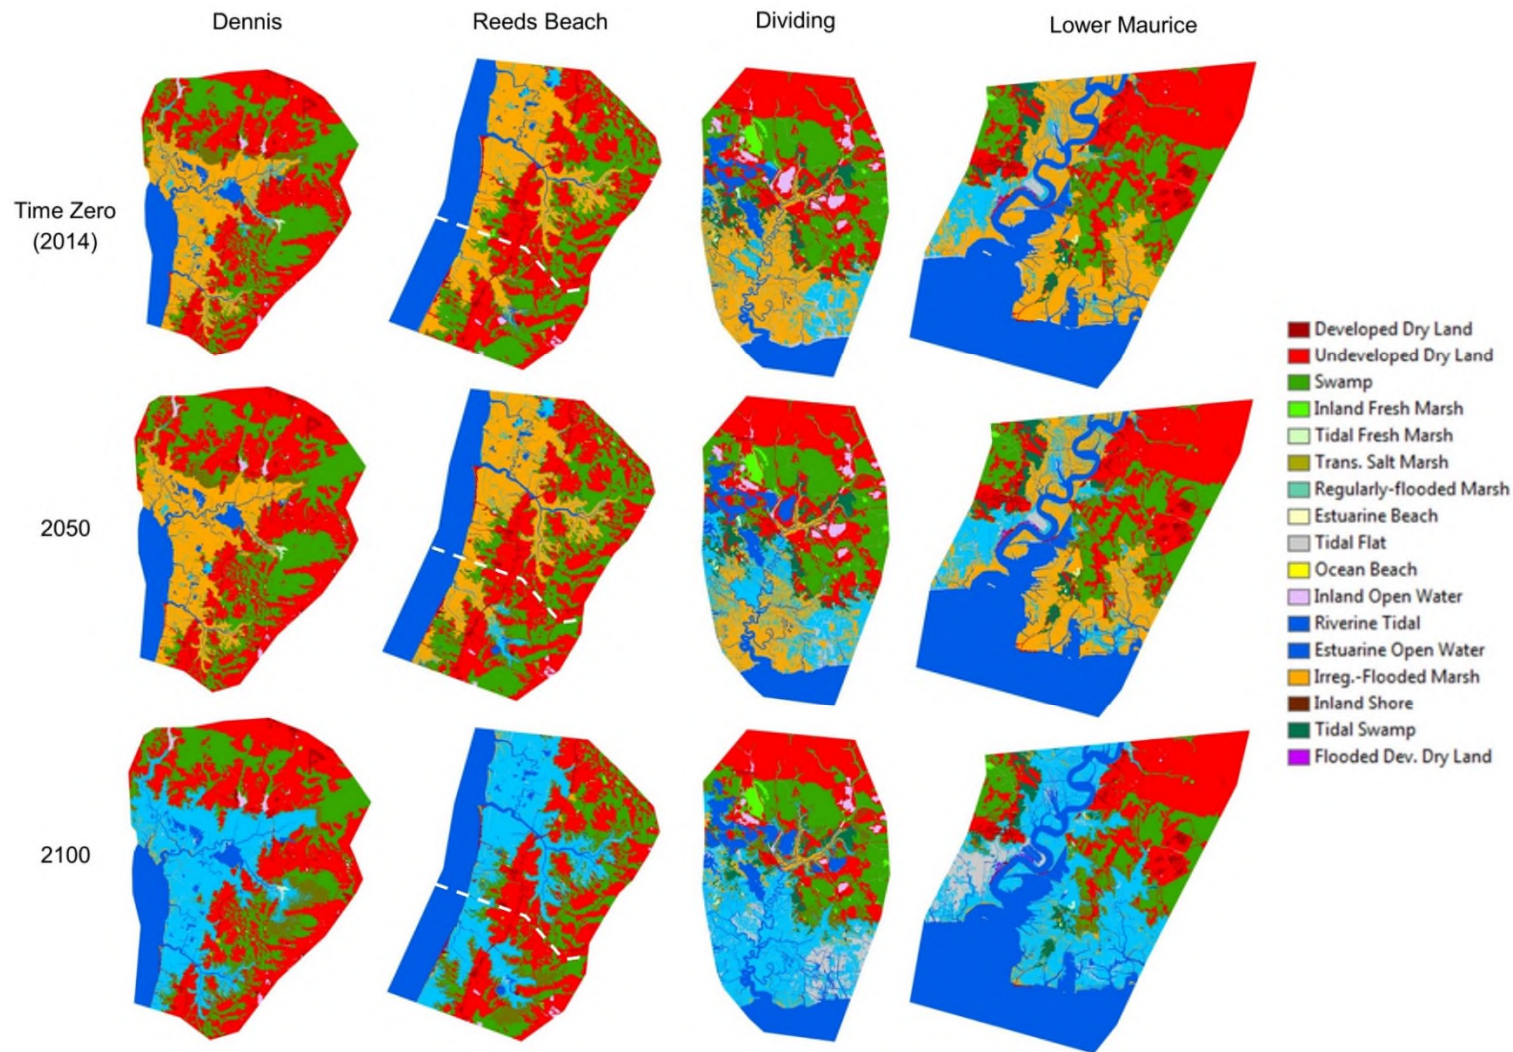 Dennis
Reeds Beach
Dividing
Lower Maurice
Time Zero
(2014)
2050
2100
Developed Dry Land
Undeveloped Dry Land
Swamp
Inland Fresh Marsh
Tidal Fresh Marsh
Trans. Salt Marsh
Regularly-flooded Marsh
Estuarine Beach
Tidal Flat
Ocean Beach
Inland Open Water
Riverine Tidal
Estuarine Open Water
Irreg.-Flooded Marsh
Inland Shore
Tidal Swamp
Flooded Dev. Dry Land